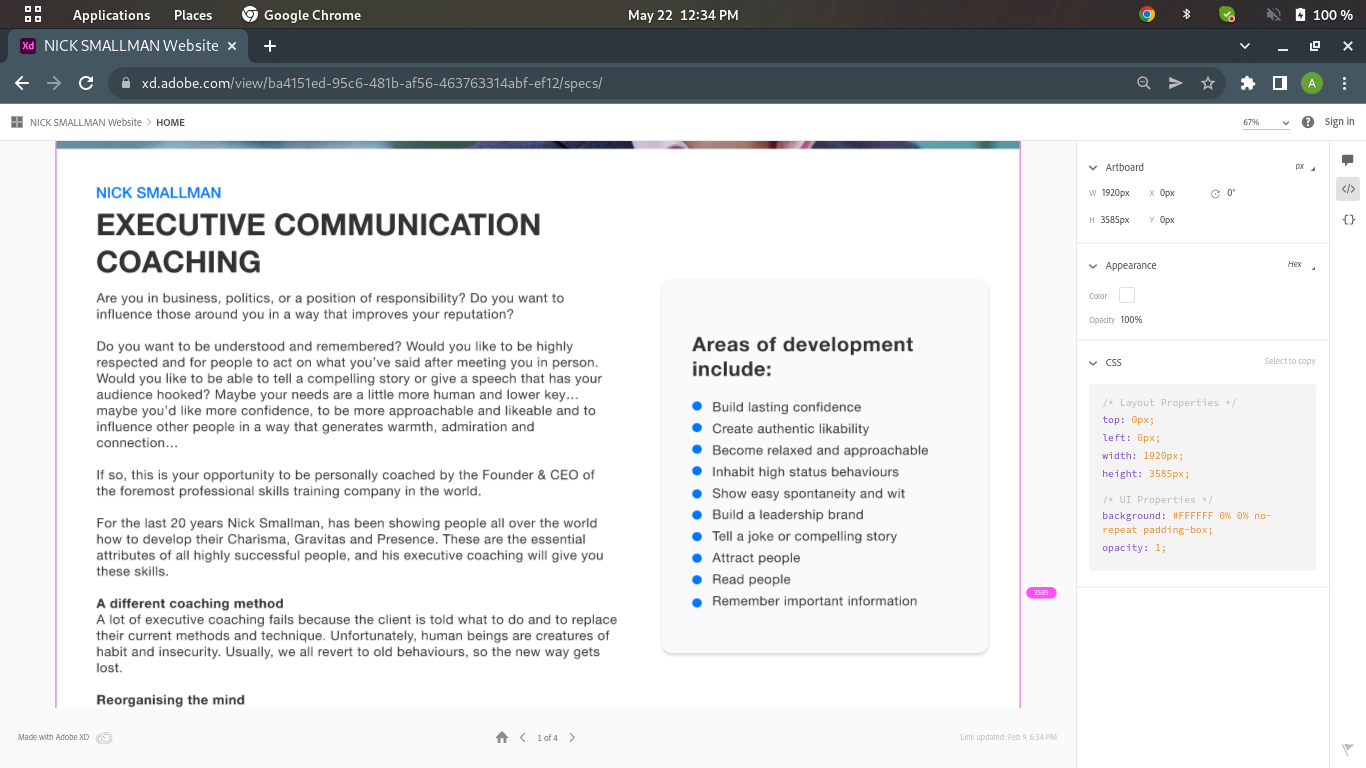 Applications Places Google Chrome May 22 12:34 PM 100 %
Xd NICK SMALLMAN Website
xd.adobe.com/view/ba4151ed-95c6-481b-af56-463763314abf-ef12/specs/ A
NICK SMALLMAN Website > HOME 67% ? Sign in
NICK SMALLMAN
EXECUTIVE COMMUNICATION
COACHING
Are you in business, politics, or a position of responsibility? Do you want to
influence those around you in a way that improves your reputation?
Do you want to be understood and remembered? Would you like to be highly
respected and for people to act on what you've said after meeting you in person.
Would you like to be able to tell a compelling story or give a speech that has your
audience hooked? Maybe your needs are a little more human and lower key...
maybe you'd like more confidence, to be more approachable and likeable and to
influence other people in a way that generates warmth, admiration and
connection...
If so, this is your opportunity to be personally coached by the Founder & CEO of
the foremost professional skills training company in the world.
For the last 20 years Nick Smallman, has been showing people all over the world
how to develop their Charisma, Gravitas and Presence. These are the essential
attributes of all highly successful people, and his executive coaching will give you
these skills.
A different coaching method
A lot of executive coaching fails because the client is told what to do and to replace
their current methods and technique. Unfortunately, human beings are creatures of
habit and insecurity. Usually, we all revert to old behaviours, so the new way gets
lost.
Reorganising the mind
Areas of development
include:
Build lasting confidence
Create authentic likability
Become relaxed and approachable
Inhabit high status behaviours
Show easy spontaneity and wit
Build a leadership brand
Tell a joke or compelling story
Attract people
Read people
Remember important information
3585
Artboard px
W 1920px X 0px 0°
H 3585px Y 0px
Appearance Hex
Color
Opacity 100%
CSS Select to copy
/* Layout Properties */
top: 0px;
left: 0px;
width: 1920px;
height: 3585px;
/* UI Properties */
background: #FFFFFF 0% 0% no-
repeat padding-box;
opacity: 1;
Made with Adobe XD 1 of 4 Link updated: Feb 9, 6:34 PM